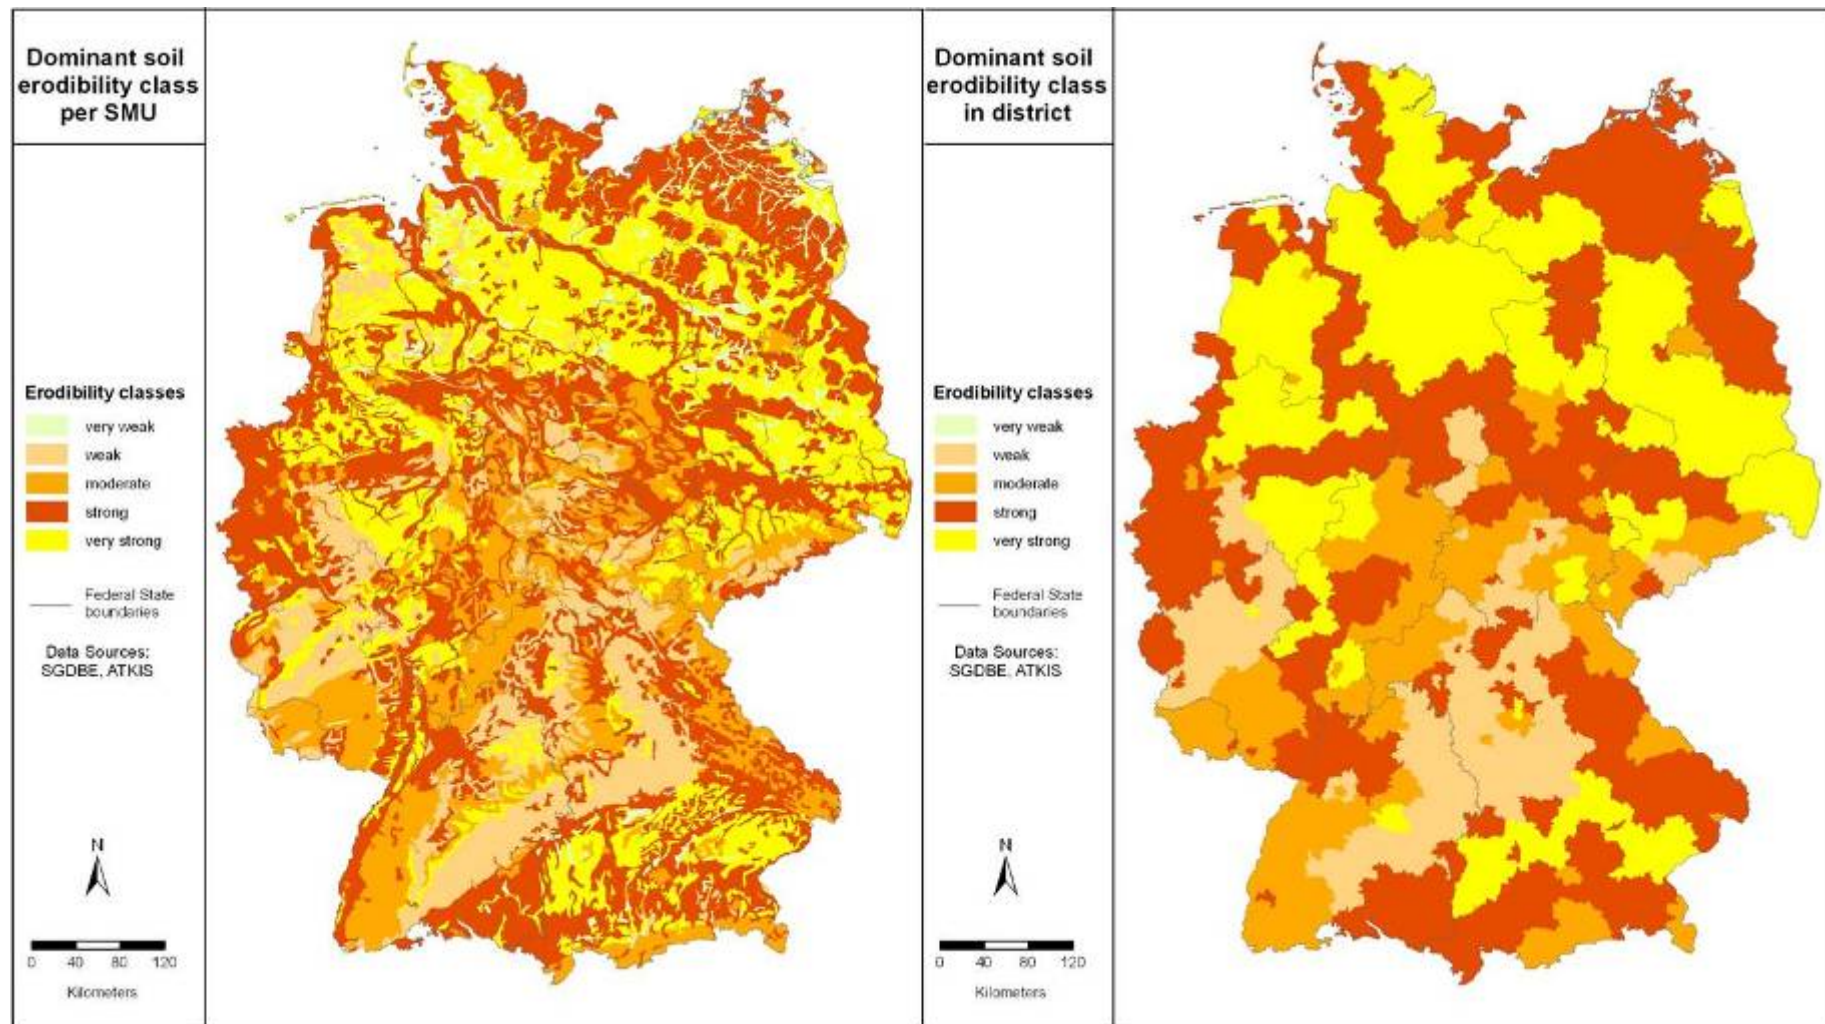 Dominant soil
erodibility class
per SMU
Erodibility classes
very weak
weak
moderate
strong
very strong
Federal State
boundaries
Data Sources:
SGDBE, ATKIS
N
0 40 80 120
Kilometers
Dominant soil
erodibility class
in district
Erodibility classes
very weak
weak
moderate
strong
very strong
Federal State
boundaries
Data Sources:
SGDBE, ATKIS
N
0 40 80 120
Kilometers